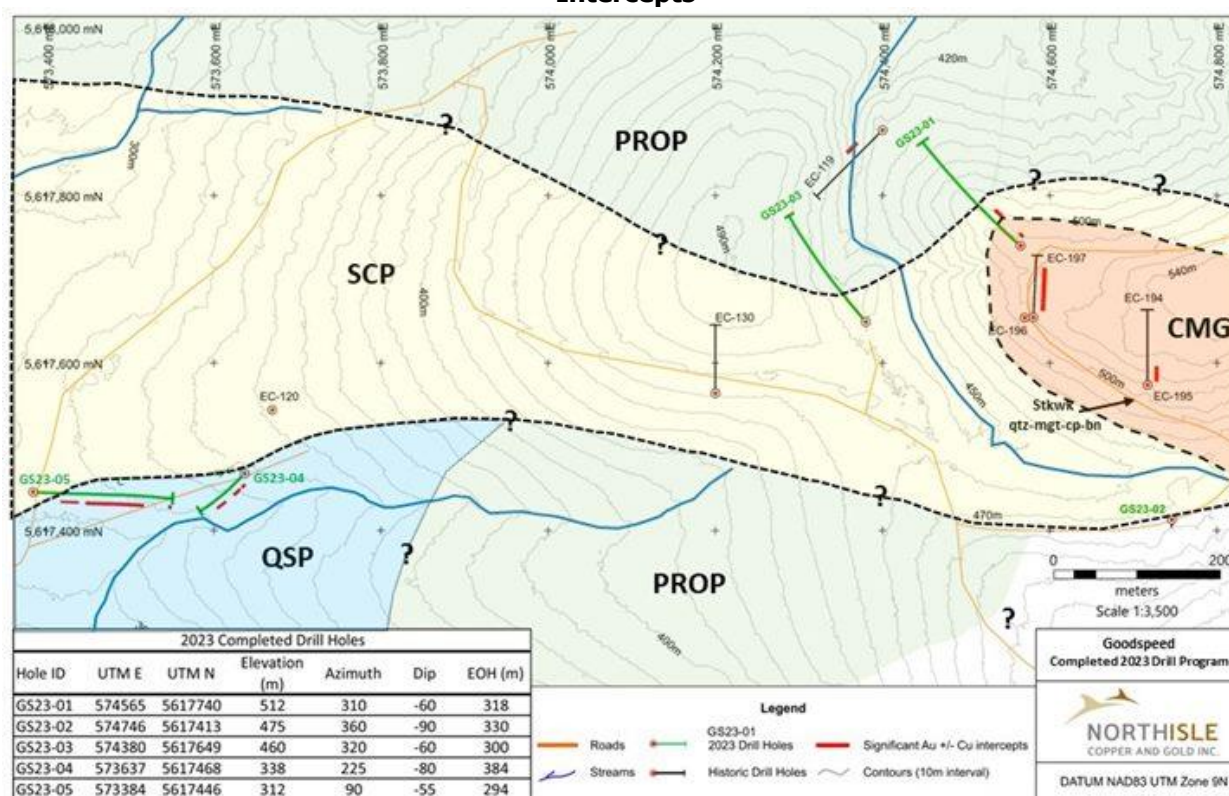 Intercepts
5,618,000 mN
573,400 mE
573,600 mE
573,800 mE
574,000 mE
574,200 mE
574,400 mE
574,600 mE
574,800 mE
420m
GS23-01
PROP
?
300m
EC-119
5,617,800 mN
? ?
GS23-03
500m
?
490m
SCP
EC-197
540m
400m
EC-194
EC-130
EC-196
CMG
5,617,600 mN
500m
450m
EC-195
EC-120
Stkwk
qtz-mgt-cp-bn
?
GS23-05
GS23-04
?
GS23-02
470m
5,617,400 mN
QSP
?
PROP
0 200
meters
Scale 1:3,500
?
400m
2023 Completed Drill Holes
Hole ID UTM E UTM N Elevation (m) Azimuth Dip EOH (m)
GS23-01 574565 5617740 512 310 -60 318
GS23-02 574746 5617413 475 360 -90 330
GS23-03 574380 5617649 460 320 -60 300
GS23-04 573637 5617468 338 225 -80 384
GS23-05 573384 5617446 312 90 -55 294
Legend
Roads
GS23-01
2023 Drill Holes
Significant Au +/- Cu intercepts
Streams
Historic Drill Holes
Contours (10m interval)
Goodspeed
Completed 2023 Drill Program
NORTHISLE
COPPER AND GOLD INC.
DATUM NAD83 UTM Zone 9N